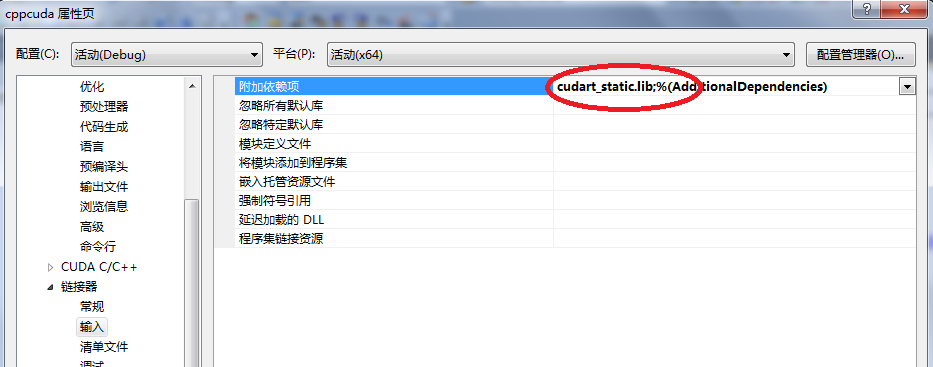 cppcuda 属性页
配置(C): 活动(Debug) 平台(P): 活动(x64) 配置管理器(O)...
优化
预处理器
代码生成
语言
预编译头
输出文件
浏览信息
高级
命令行
CUDA C/C++
链接器
常规
输入
清单文件
调试
附加依赖项 cudart_static.lib;%(AdditionalDependencies)
忽略所有默认库
忽略特定默认库
模块定义文件
将模块添加到程序集
嵌入托管资源文件
强制符号引用
延迟加载的 DLL
程序集链接资源